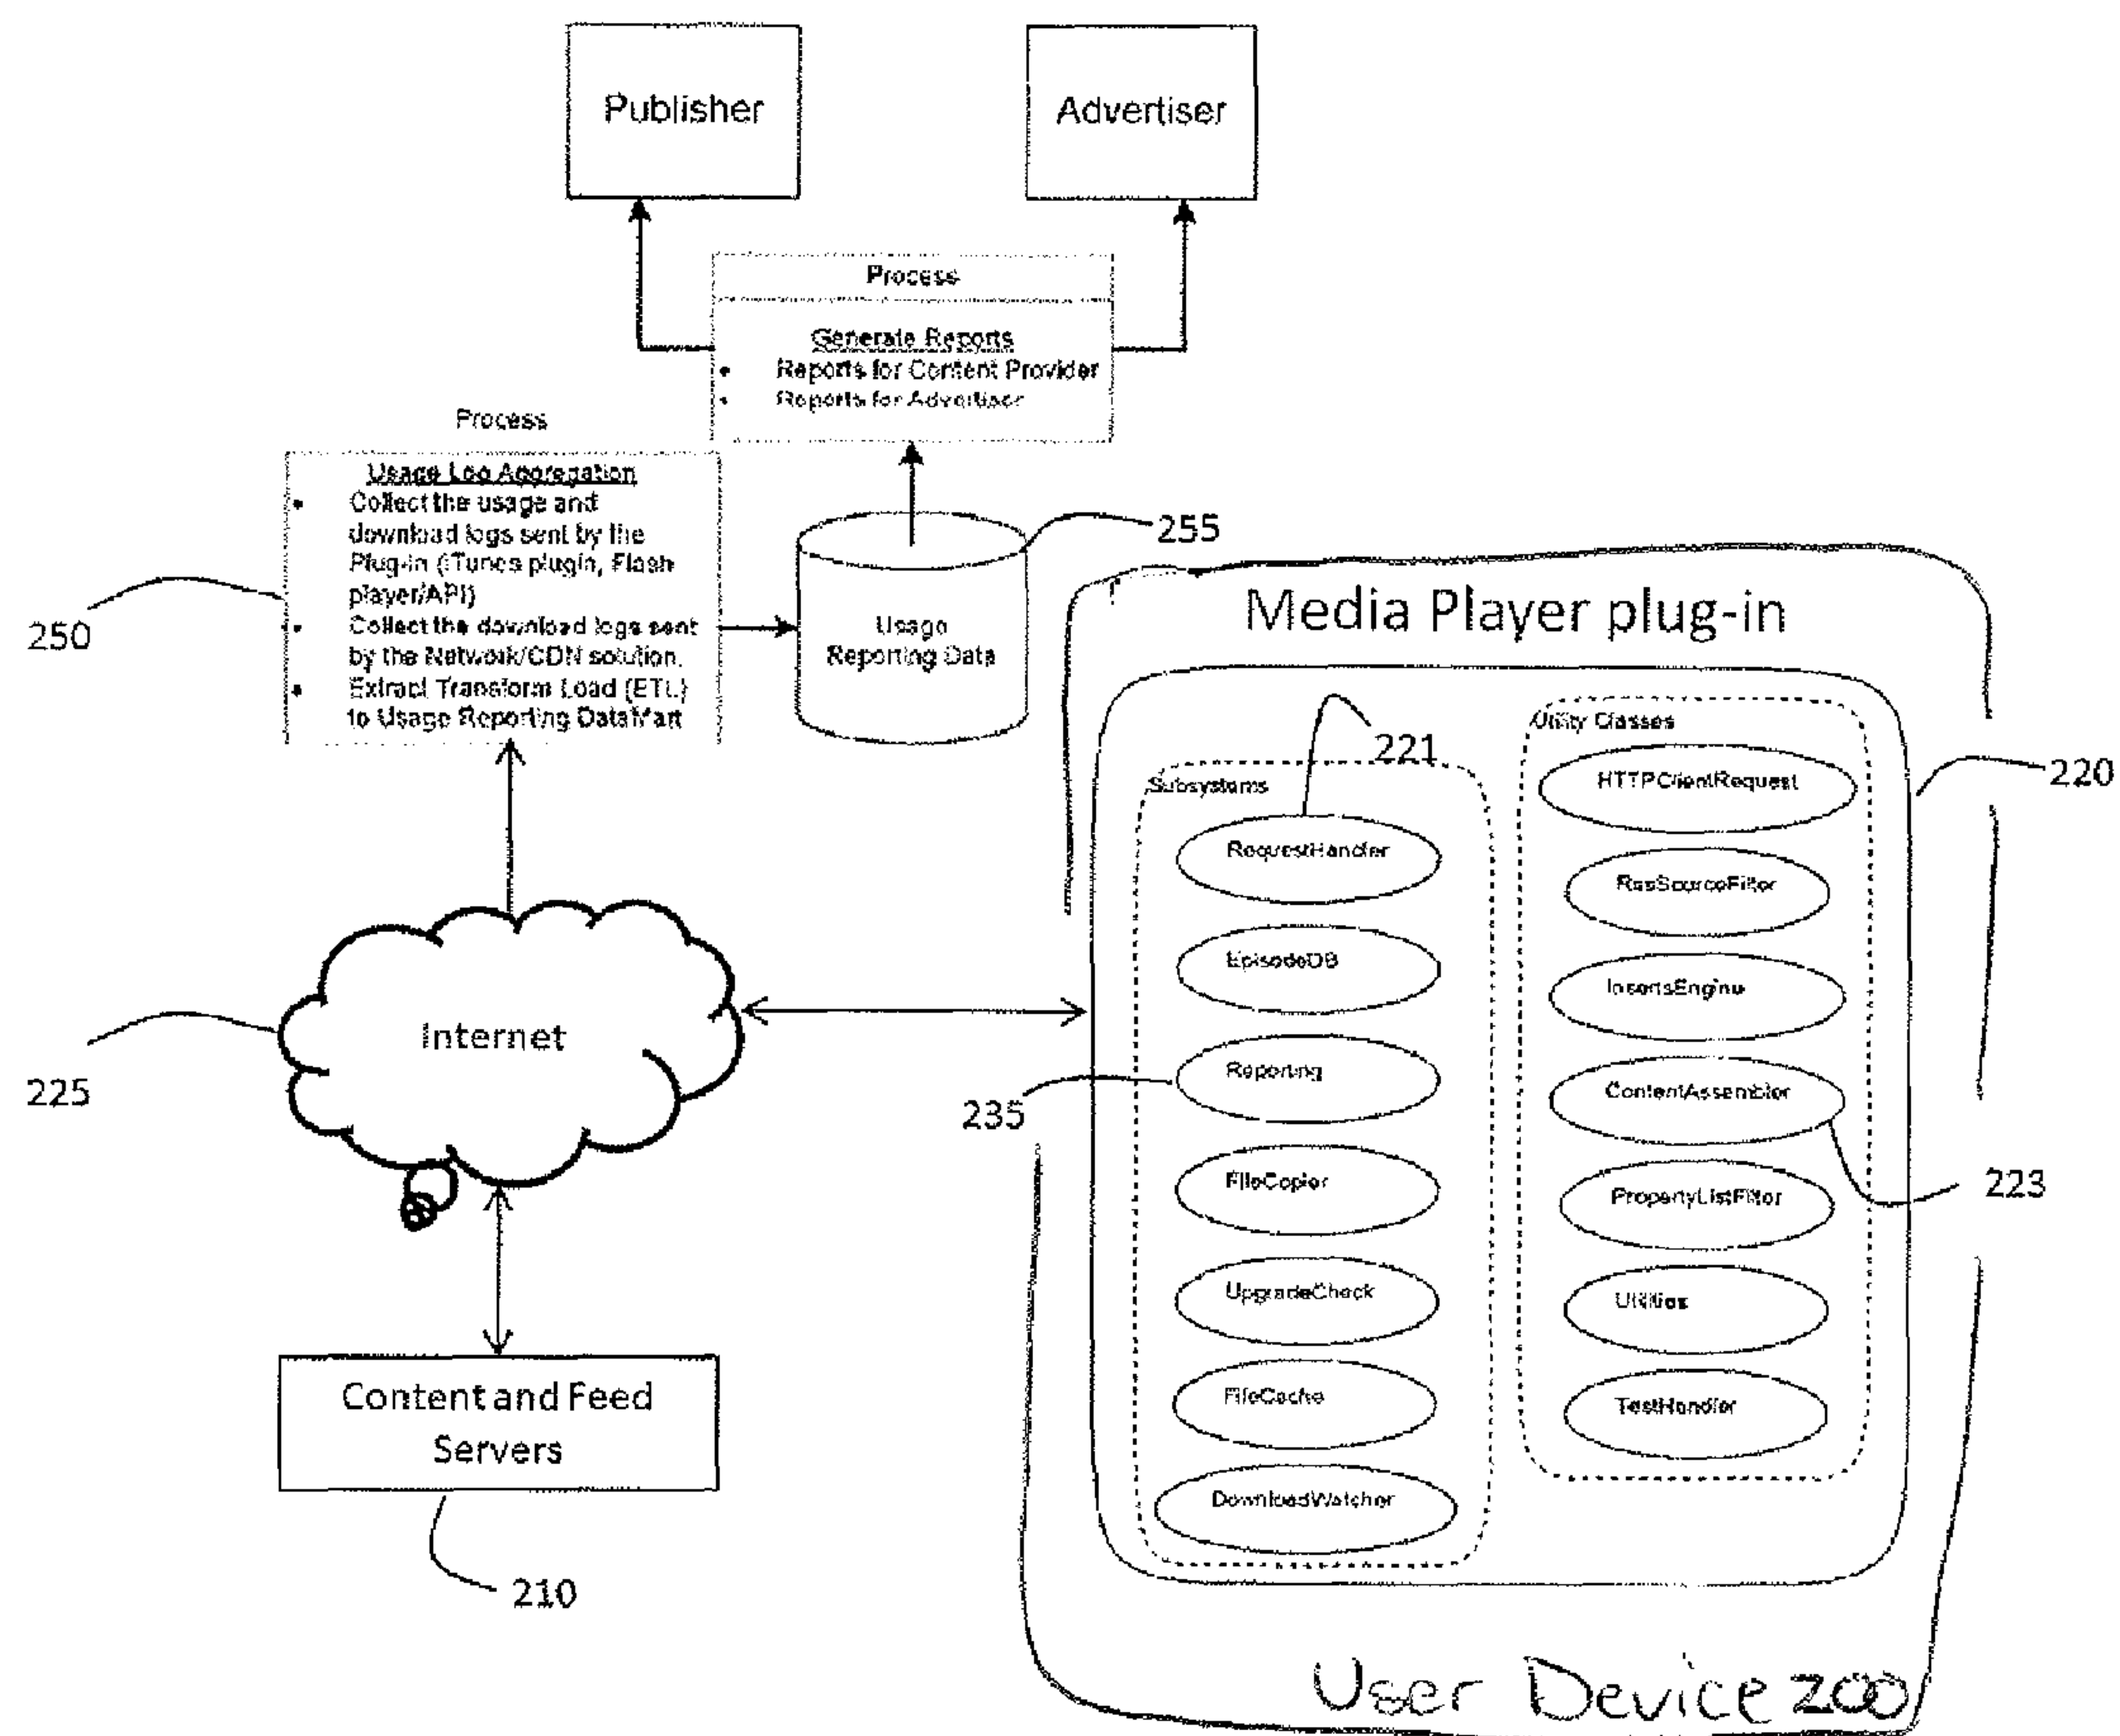 Publisher
Advertiser
Process
Generate Reports
• Reports for Content Provider
• Reports for Advertiser
Process
Usage Log Aggregation
• Collect the usage and
download logs sent by the
Plug-in (iTunes plugin, Flash
player/API)
• Collect the download logs sent
by the Network/CDN solution.
• Extract Transform Load (ETL)
to Usage Reporting DataMart
250
255
Usage
Reporting Data
Media Player plug-in
221
220
Subsystems
RequestHandler
EpisodeDB
Reporting
235
FileCopier
UpgradeCheck
FileCache
DownloadWatcher
Utility Classes
HTTPClientRequest
RssSourceFilter
InsertsEngine
ContentAssembler
223
PropertyListFilter
Utilities
TestHandler
Internet
225
Content and Feed
Servers
210
User Device 200